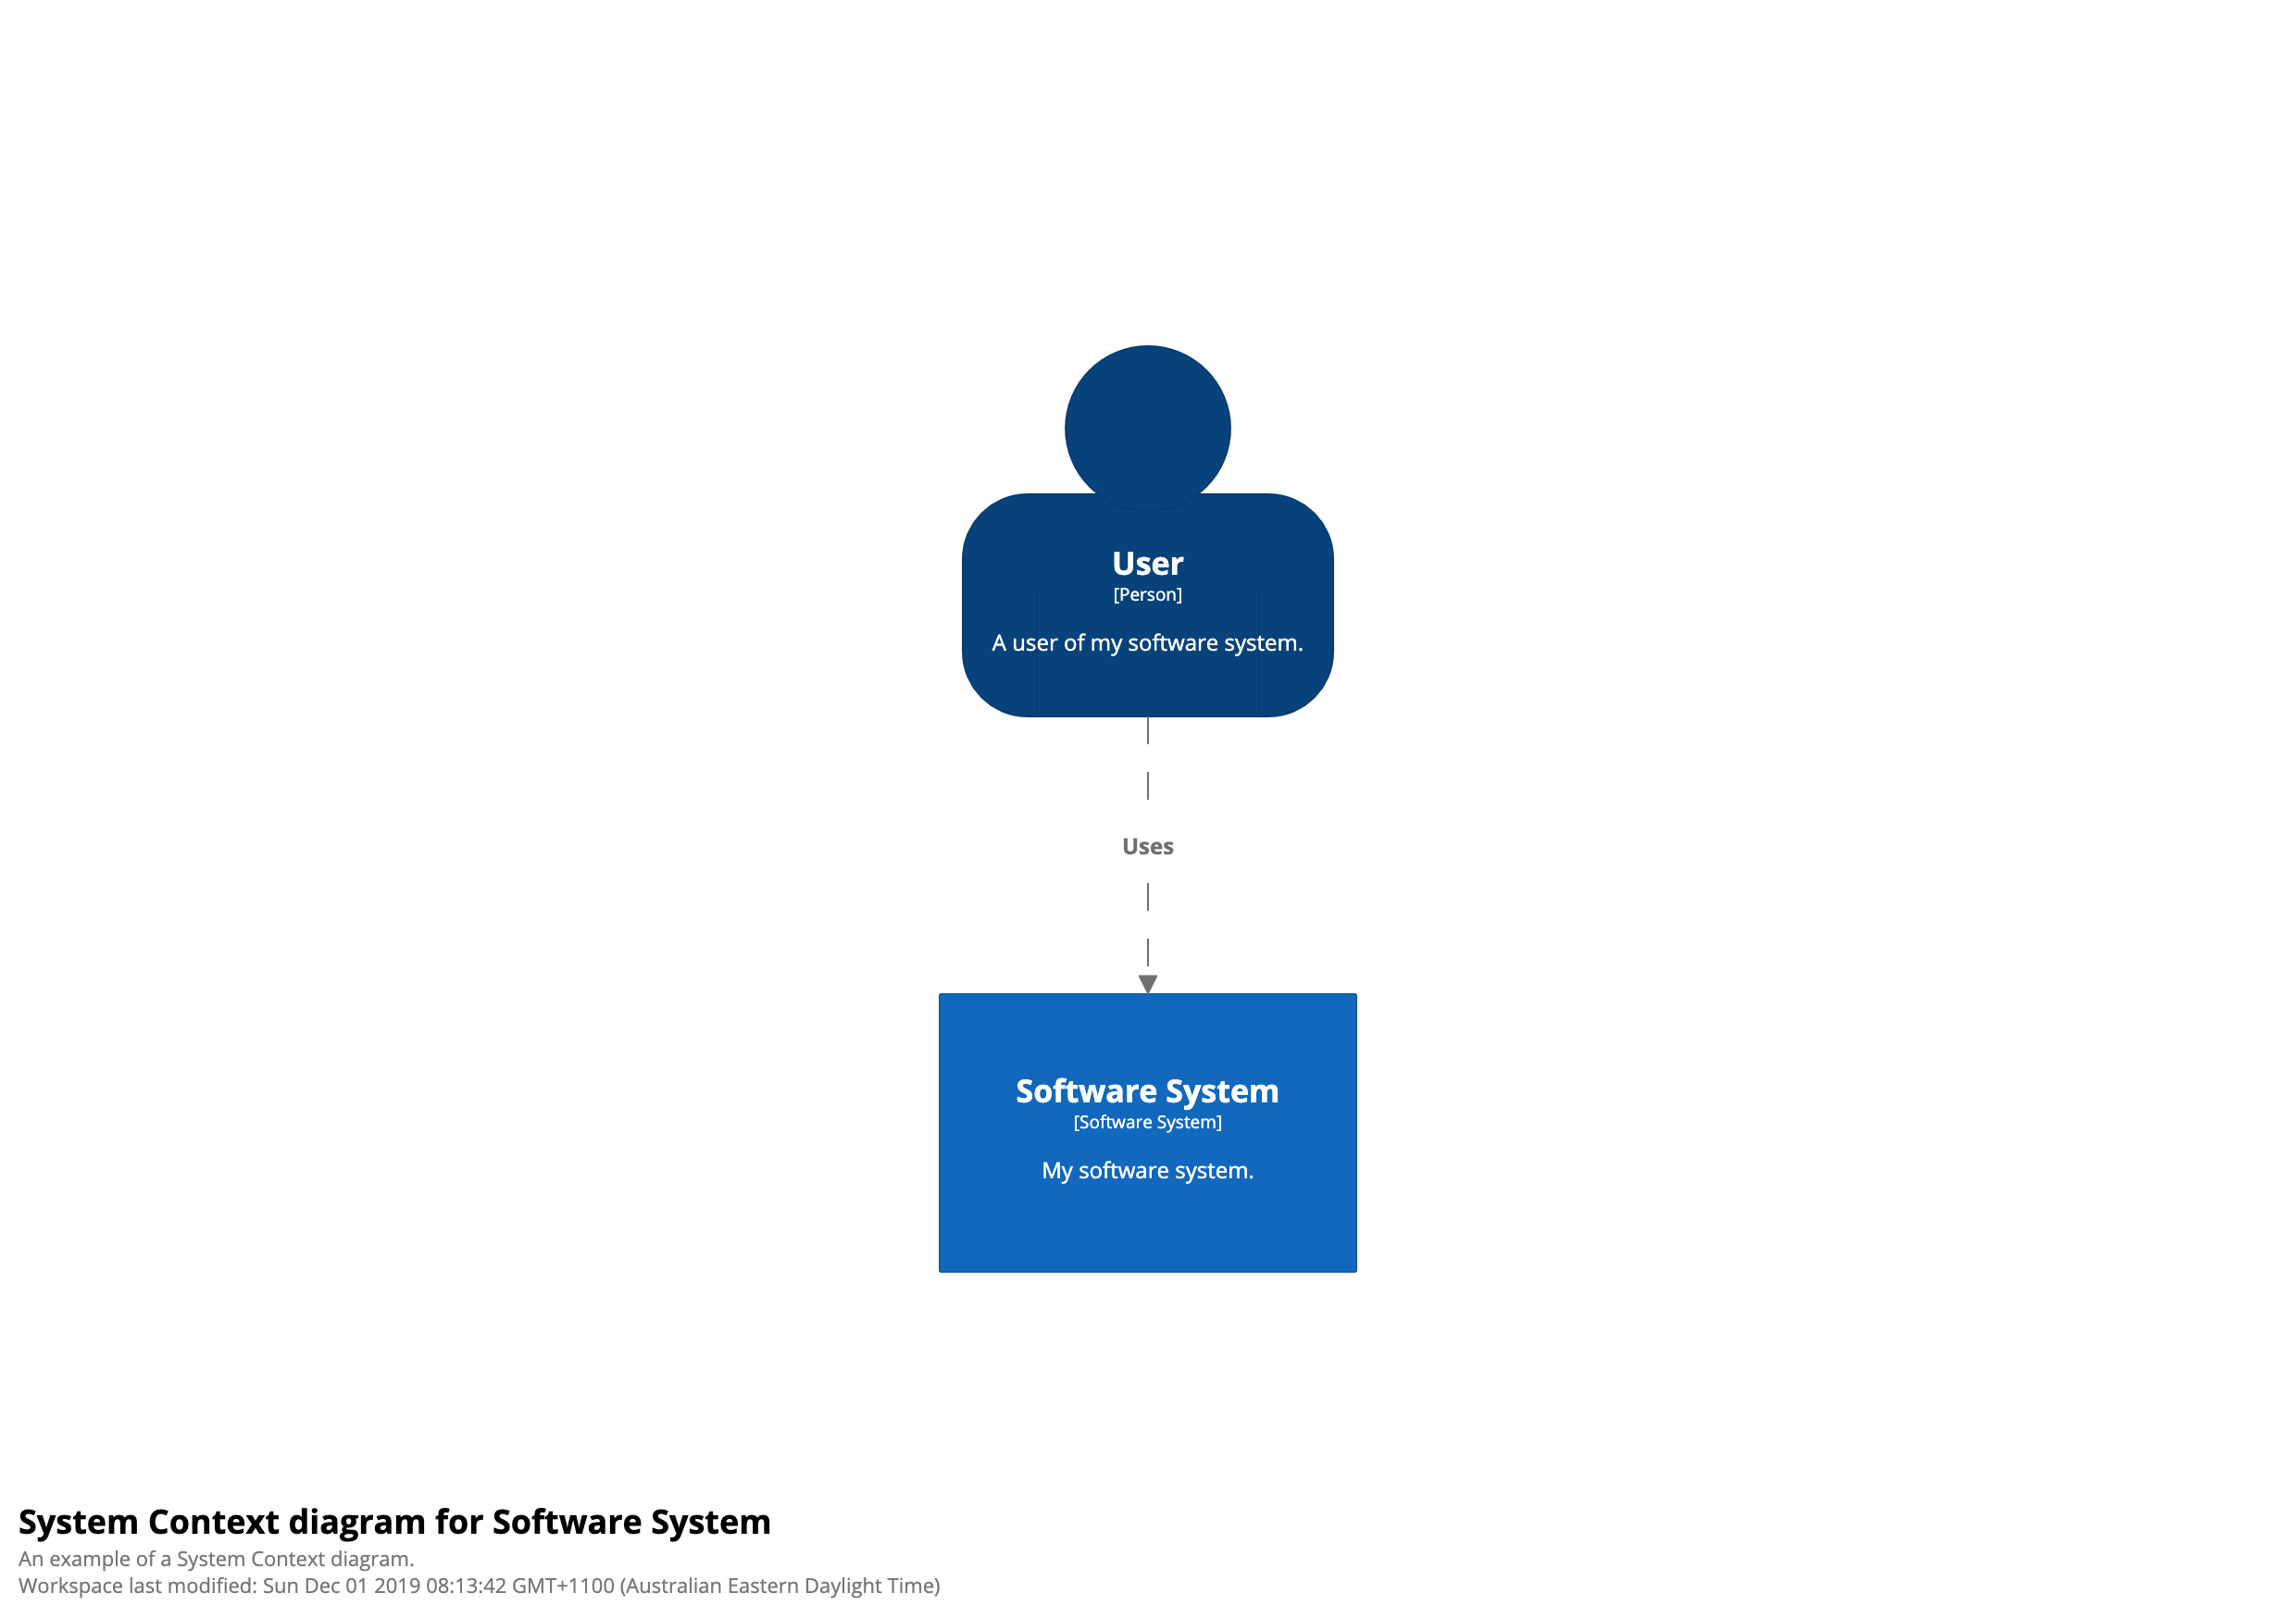 User
[Person]
A user of my software system.
Uses
Software System
[Software System]
My software system.
System Context diagram for Software System
An example of a System Context diagram.
Workspace last modified: Sun Dec 01 2019 08:13:42 GMT+1100 (Australian Eastern Daylight Time)